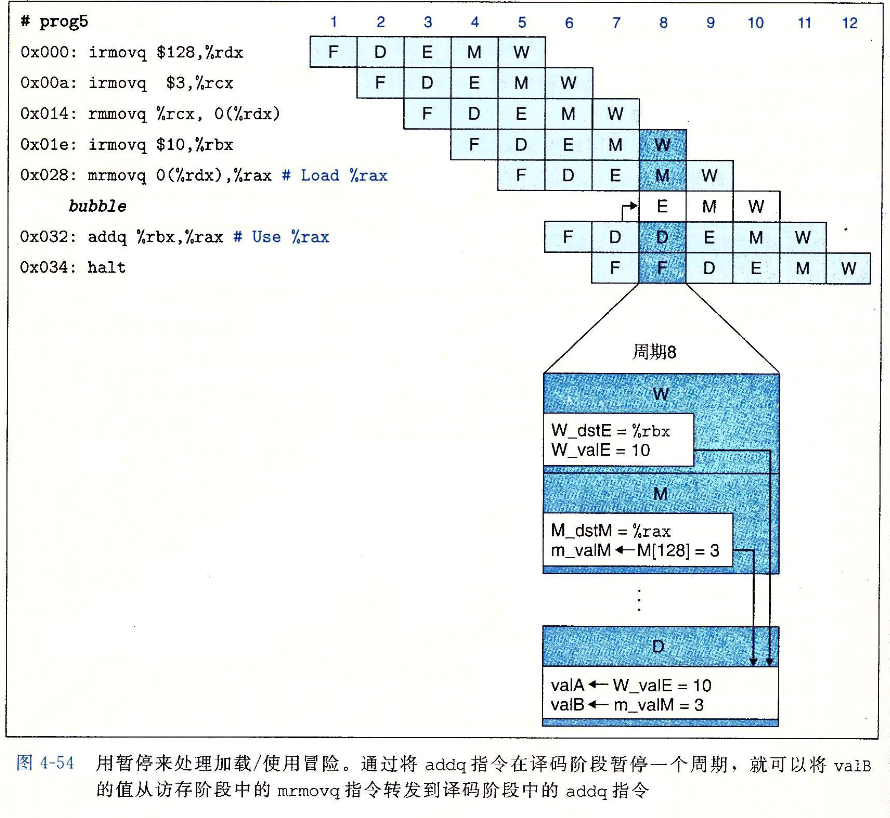 # prog5
1 2 3 4 5 6 7 8 9 10 11 12
0x000: irmovq $128,%rdx F D E M W
0x00a: irmovq $3,%rcx F D E M W
0x014: rmmovq %rcx, 0(%rdx) F D E M W
0x01e: irmovq $10,%rbx F D E M W
0x028: mrmovq 0(%rdx),%rax # Load %rax F D E M W
bubble E M W
0x032: addq %rbx,%rax # Use %rax F D D E M W
0x034: halt F F D E M W
周期8
W
W_dstE = %rbx
W_valE = 10
M
M_dstM = %rax
m_valM ← M[128] = 3
⋮
D
valA ← W_valE = 10
valB ← m_valM = 3
图 4-54 用暂停来处理加载/使用冒险。通过将 addq 指令在译码阶段暂停一个周期，就可以将 valB
的值从访存阶段中的 mrmovq 指令转发到译码阶段中的 addq 指令